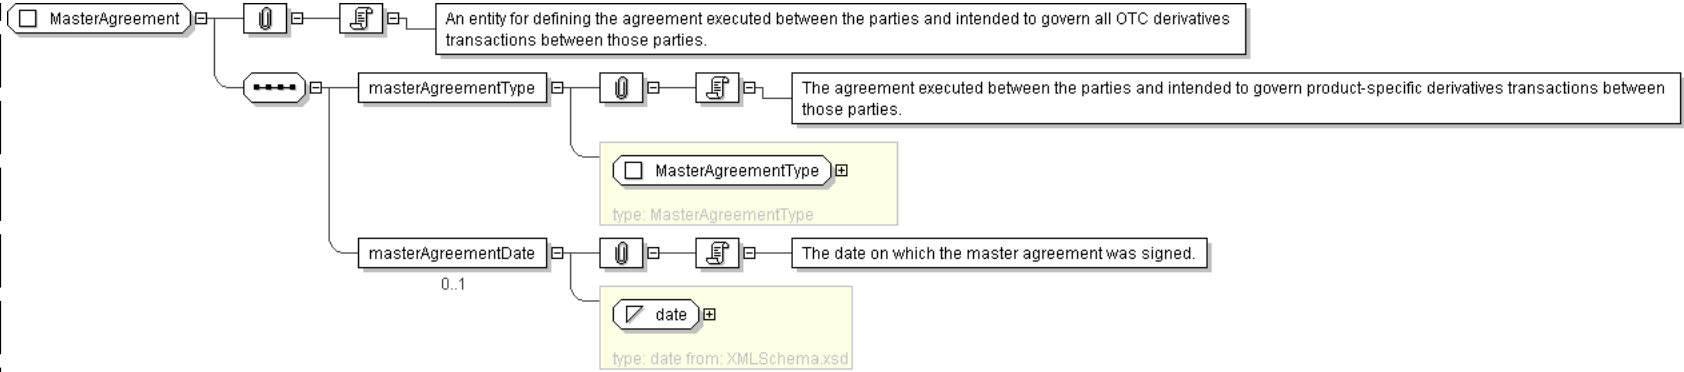 MasterAgreement
An entity for defining the agreement executed between the parties and intended to govern all OTC derivatives
transactions between those parties.
masterAgreementType
The agreement executed between the parties and intended to govern product-specific derivatives transactions between
those parties.
MasterAgreementType
type: MasterAgreementType
masterAgreementDate
0..1
The date on which the master agreement was signed.
date
type: date from: XMLSchema.xsd